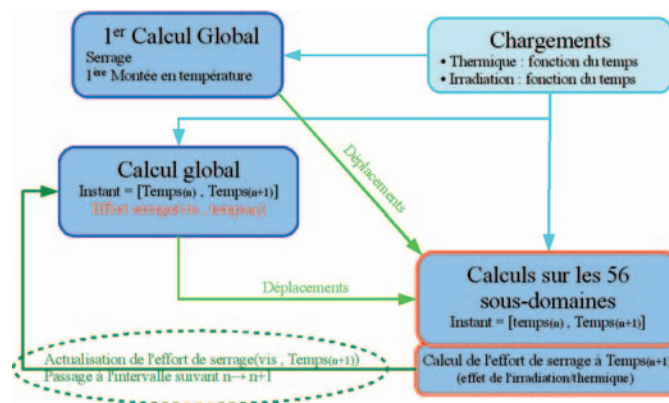 1er Calcul Global
Serrage
1ère Montée en température
Chargements
• Thermique : fonction du temps
• Irradiation : fonction du temps
Déplacements
Calcul global
Instant = [Temps(n) , Temps(n+1)]
Effort serrage(vis , temps(n))
Déplacements
Calculs sur les 56
sous-domaines
Instant = [temps(n) , Temps(n+1)]
Actualisation de l'effort de serrage(vis , Temps(n+1))
Passage à l'intervalle suivant n→ n+1
Calcul de l'effort de serrage à Temps(n+1)
(effet de l'irradiation/thermique)